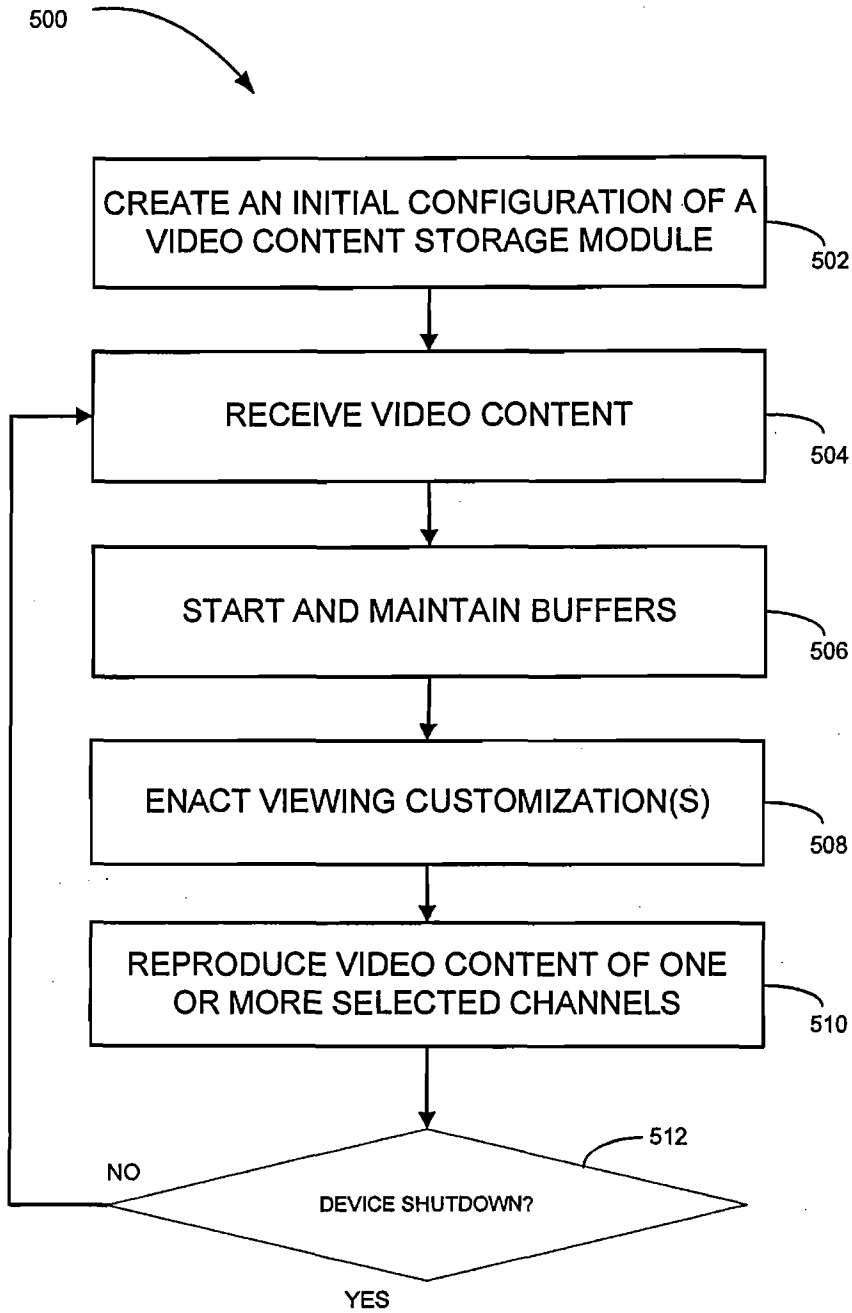 500
CREATE AN INITIAL CONFIGURATION OF A
VIDEO CONTENT STORAGE MODULE
502
RECEIVE VIDEO CONTENT
504
START AND MAINTAIN BUFFERS
506
ENACT VIEWING CUSTOMIZATION(S)
508
REPRODUCE VIDEO CONTENT OF ONE
OR MORE SELECTED CHANNELS
510
512
NO
DEVICE SHUTDOWN?
YES